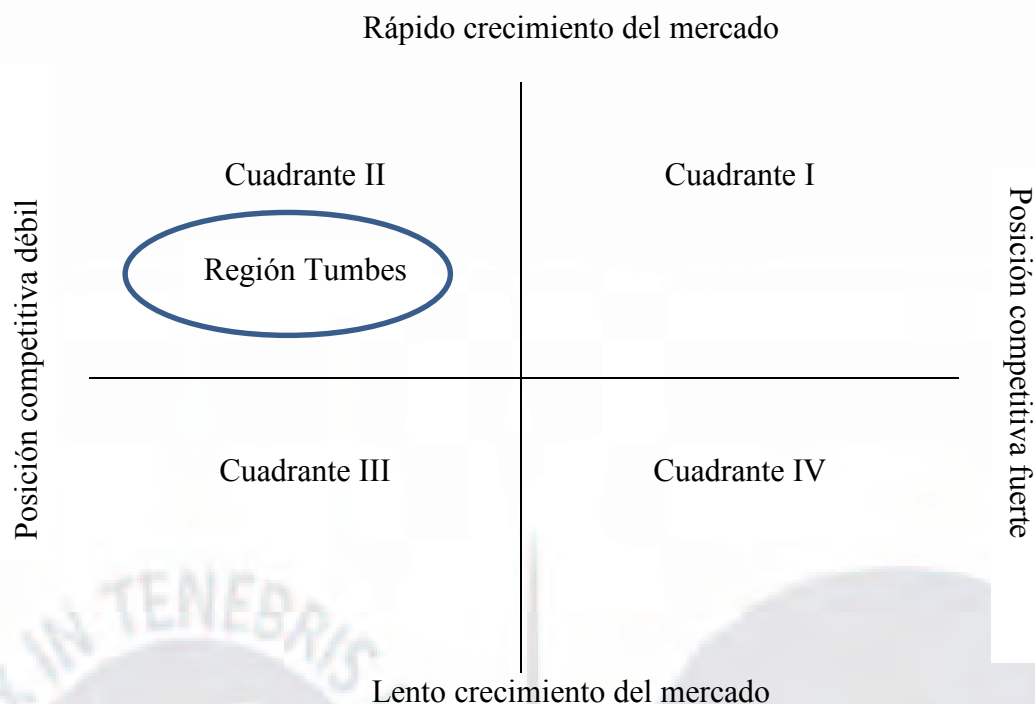 Rápido crecimiento del mercado
Cuadrante II
Cuadrante I
Posición competitiva débil
Región Tumbes
Posición competitiva fuerte
Cuadrante III
Cuadrante IV
IN TENEBRIS
Lento crecimiento del mercado